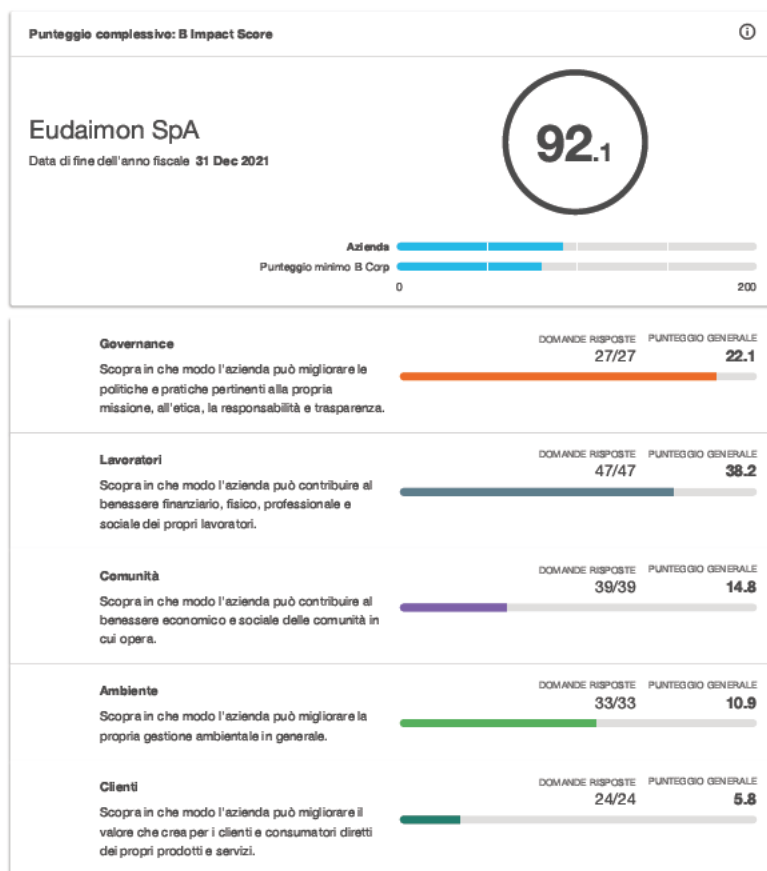 Punteggio complessivo: B Impact Score
Eudaimon SpA
92.1
Data di fine dell'anno fiscale 31 Dec 2021
Azienda
Punteggio minimo B Corp
0 200
Governance
DOMANDE RISPOSTE PUNTEGGIO GENERALE
27/27 22.1
Scopra in che modo l'azienda può migliorare le
politiche e pratiche pertinenti alla propria
missione, all'etica, la responsabilità e trasparenza.
Lavoratori
DOMANDE RISPOSTE PUNTEGGIO GENERALE
47/47 38.2
Scopra in che modo l'azienda può contribuire al
benessere finanziario, fisico, professionale e
sociale dei propri lavoratori.
Comunità
DOMANDE RISPOSTE PUNTEGGIO GENERALE
39/39 14.8
Scopra in che modo l'azienda può contribuire al
benessere economico e sociale delle comunità in
cui opera.
Ambiente
DOMANDE RISPOSTE PUNTEGGIO GENERALE
33/33 10.9
Scopra in che modo l'azienda può migliorare la
propria gestione ambientale in generale.
Clienti
DOMANDE RISPOSTE PUNTEGGIO GENERALE
24/24 5.8
Scopra in che modo l'azienda può migliorare il
valore che crea per i clienti e consumatori diretti
dei propri prodotti e servizi.